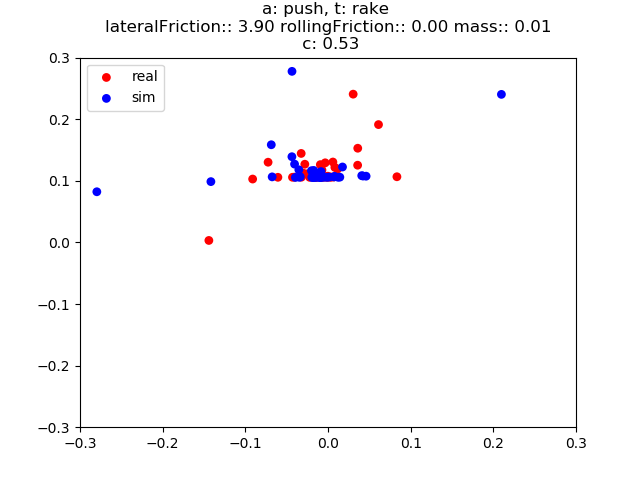 a: push, t: rake
lateralFriction:: 3.90 rollingFriction:: 0.00 mass:: 0.01
c: 0.53
real
sim
0.3
0.2
0.1
0.0
−0.1
−0.2
−0.3
−0.3
−0.2
−0.1
0.0
0.1
0.2
0.3